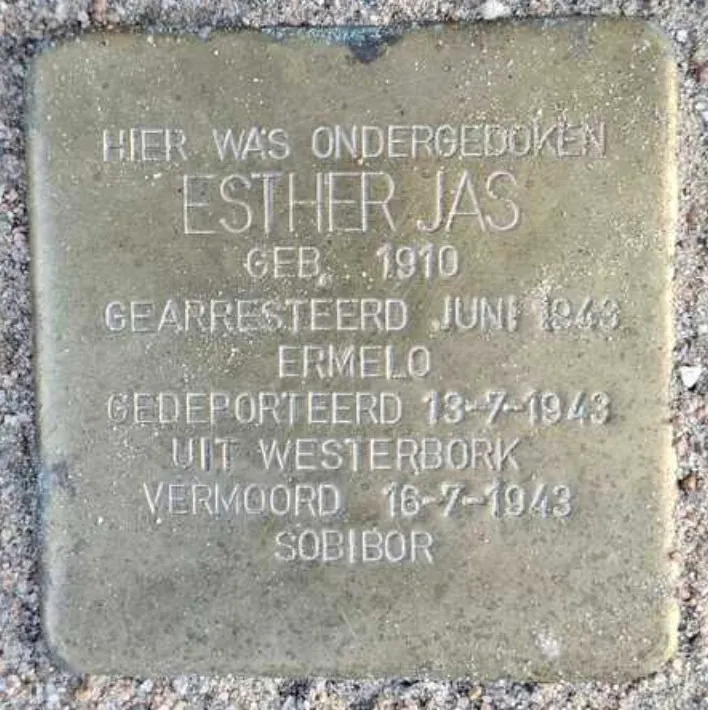 HIER WAS ONDERGEDOKEN
ESTHER JAS
GEB. 1910
GEARRESTEERD JUNI 1943
ERMELO
GEDEPORTEERD 13-7-1943
UIT WESTERBORK
VERMOORD 16-7-1943
SOBIBOR